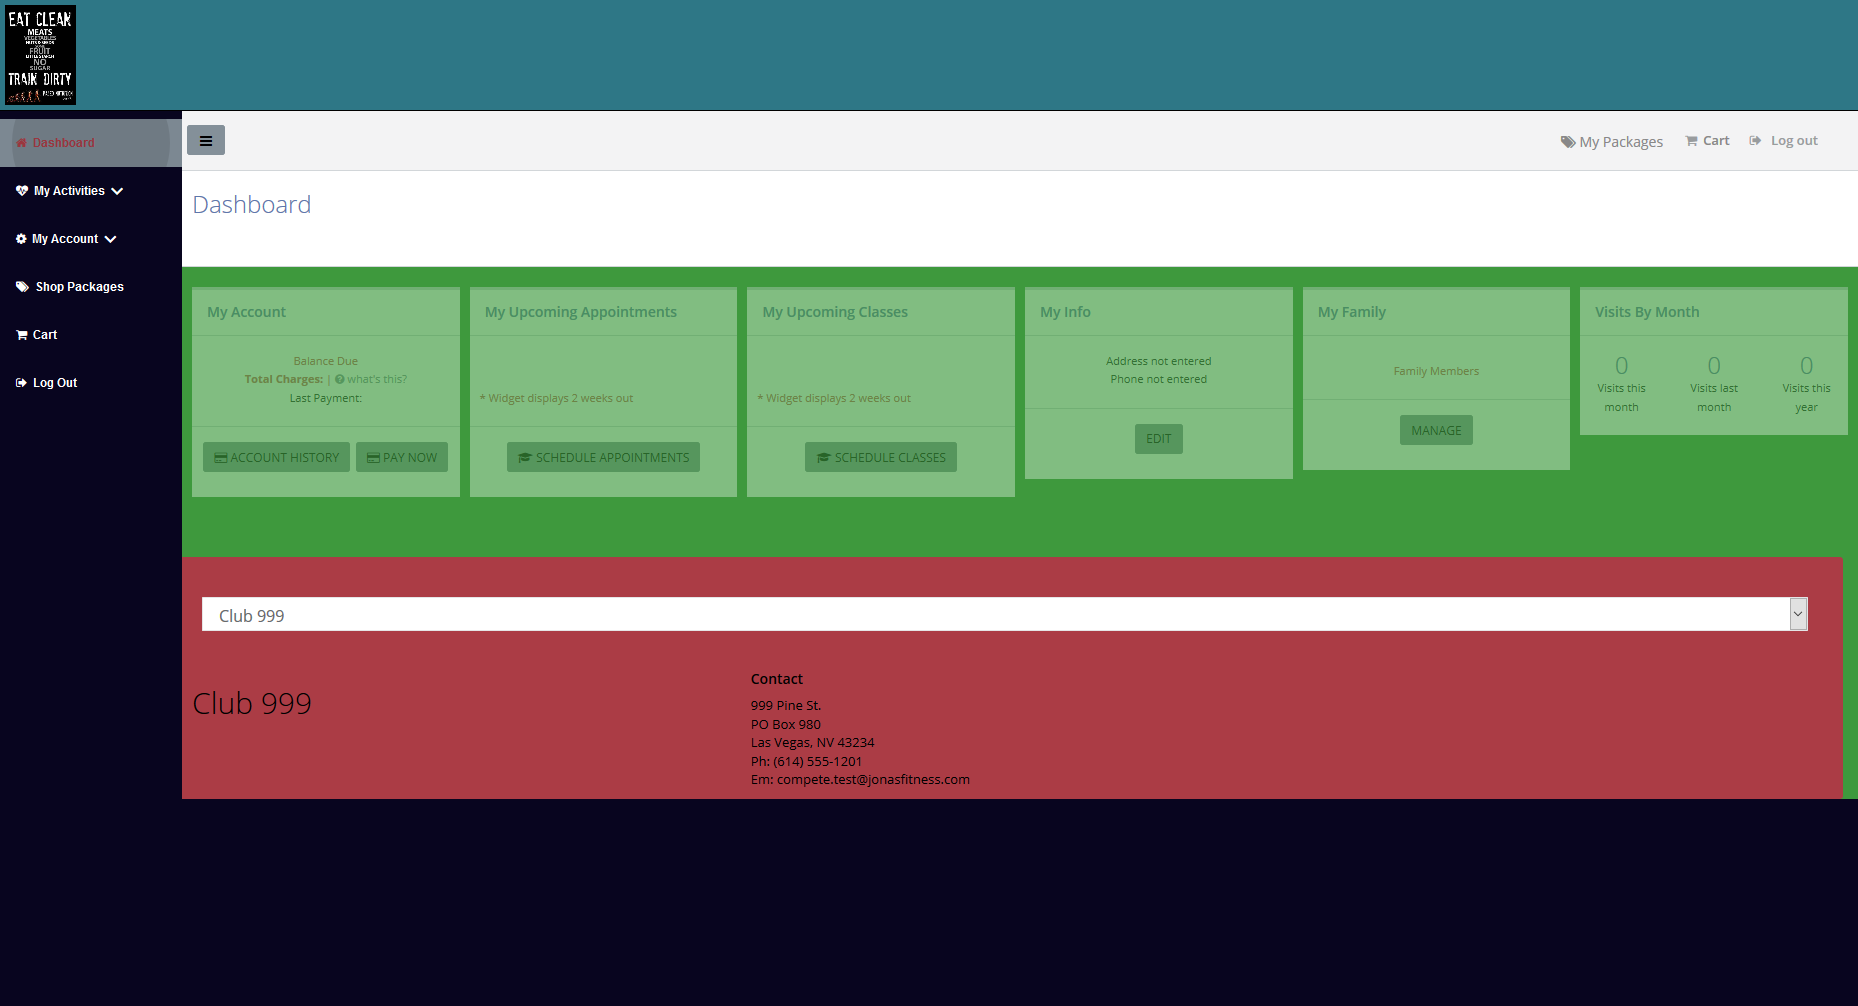 EAT CLEAN
MEATS
VEGETABLES
FRUIT
NO
SUGAR
TRAIN DIRTY
Dashboard
My Packages
Cart
Log out
My Activities
My Account
Shop Packages
Cart
Log Out
Dashboard
My Account
Balance Due
Total Charges: | what's this?
Last Payment:
ACCOUNT HISTORY
PAY NOW
My Upcoming Appointments
* Widget displays 2 weeks out
SCHEDULE APPOINTMENTS
My Upcoming Classes
* Widget displays 2 weeks out
SCHEDULE CLASSES
My Info
Address not entered
Phone not entered
EDIT
My Family
Family Members
MANAGE
Visits By Month
0
Visits this
month
0
Visits last
month
0
Visits this
year
Club 999
Club 999
Contact
999 Pine St.
PO Box 980
Las Vegas, NV 43234
Ph: (614) 555-1201
Em: compete.test@jonasfitness.com